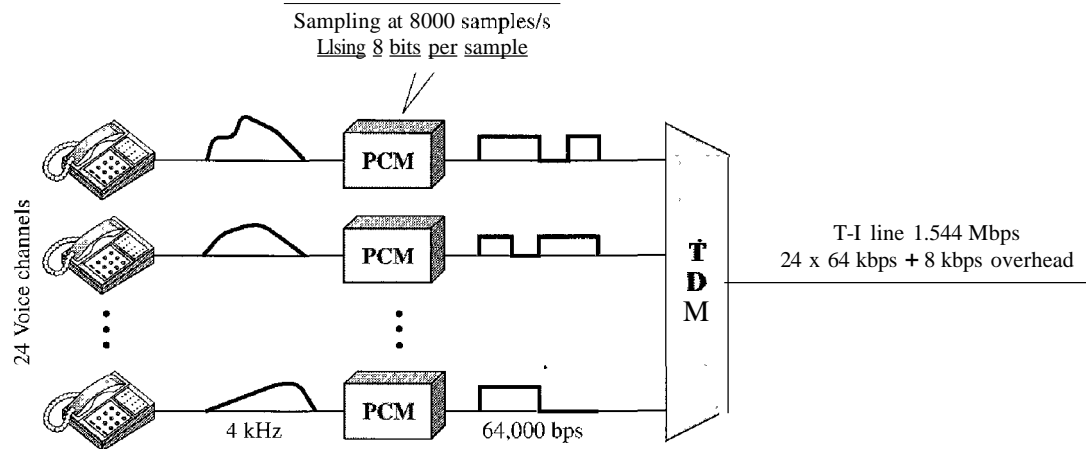 Sampling at 8000 samples/s
Llsing 8 bits per sample
PCM
PCM
PCM
24 Voice channels
4 kHz
64,000 bps
T
D
M
T-I line 1.544 Mbps
24 x 64 kbps + 8 kbps overhead